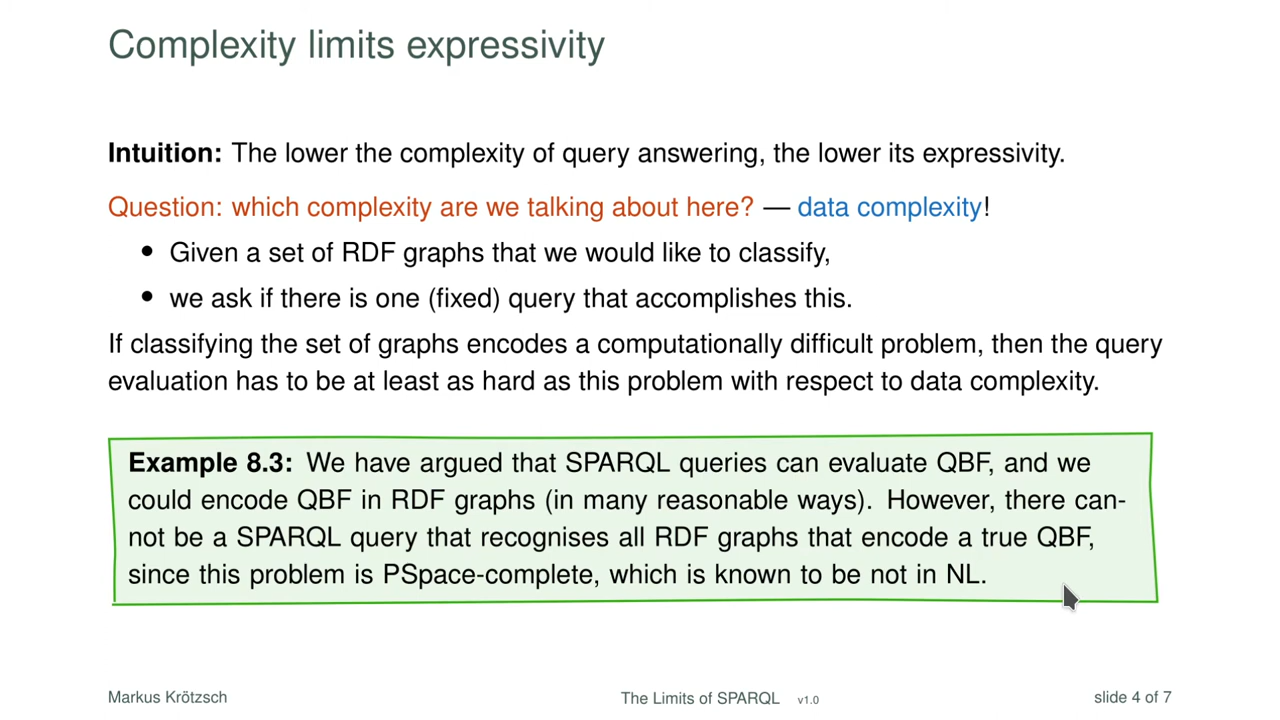 Complexity limits expressivity
Intuition: The lower the complexity of query answering, the lower its expressivity.
Question: which complexity are we talking about here? — data complexity!
• Given a set of RDF graphs that we would like to classify,
• we ask if there is one (fixed) query that accomplishes this.
If classifying the set of graphs encodes a computationally difficult problem, then the query
evaluation has to be at least as hard as this problem with respect to data complexity.
Example 8.3: We have argued that SPARQL queries can evaluate QBF, and we
could encode QBF in RDF graphs (in many reasonable ways). However, there can-
not be a SPARQL query that recognises all RDF graphs that encode a true QBF,
since this problem is PSpace-complete, which is known to be not in NL.
Markus Krötzsch The Limits of SPARQL v1.0 slide 4 of 7